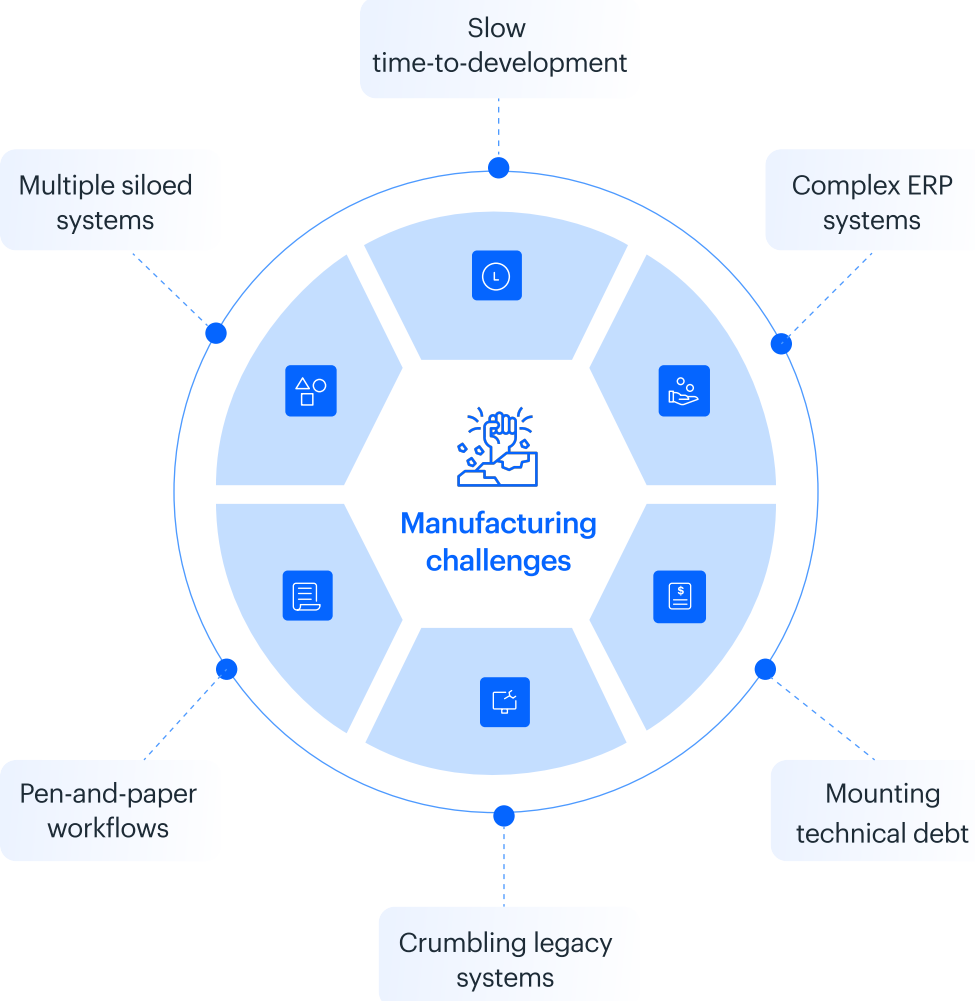 Slow
time-to-development
Multiple siloed
systems
Complex ERP
systems
L
Manufacturing
challenges
$
Pen-and-paper
workflows
Mounting
technical debt
Crumbling legacy
systems